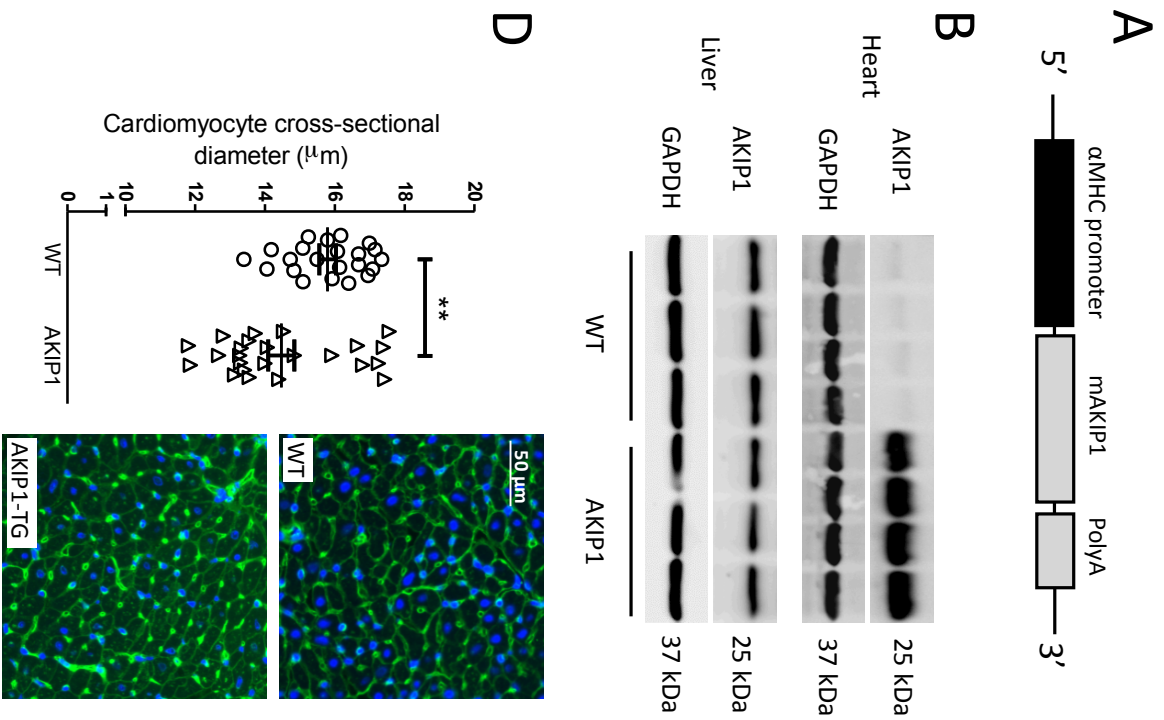 A
5’ αMHC promoter mAKIP1 PolyA 3’
B
Heart
AKIP1 25 kDa
GAPDH 37 kDa
Liver
AKIP1 25 kDa
GAPDH 37 kDa
WT AKIP1
D
Cardiomyocyte cross-sectional
diameter (µm)
20
18
16
14
12
10
1
0
**
WT AKIP1
50 µm
WT
AKIP1-TG